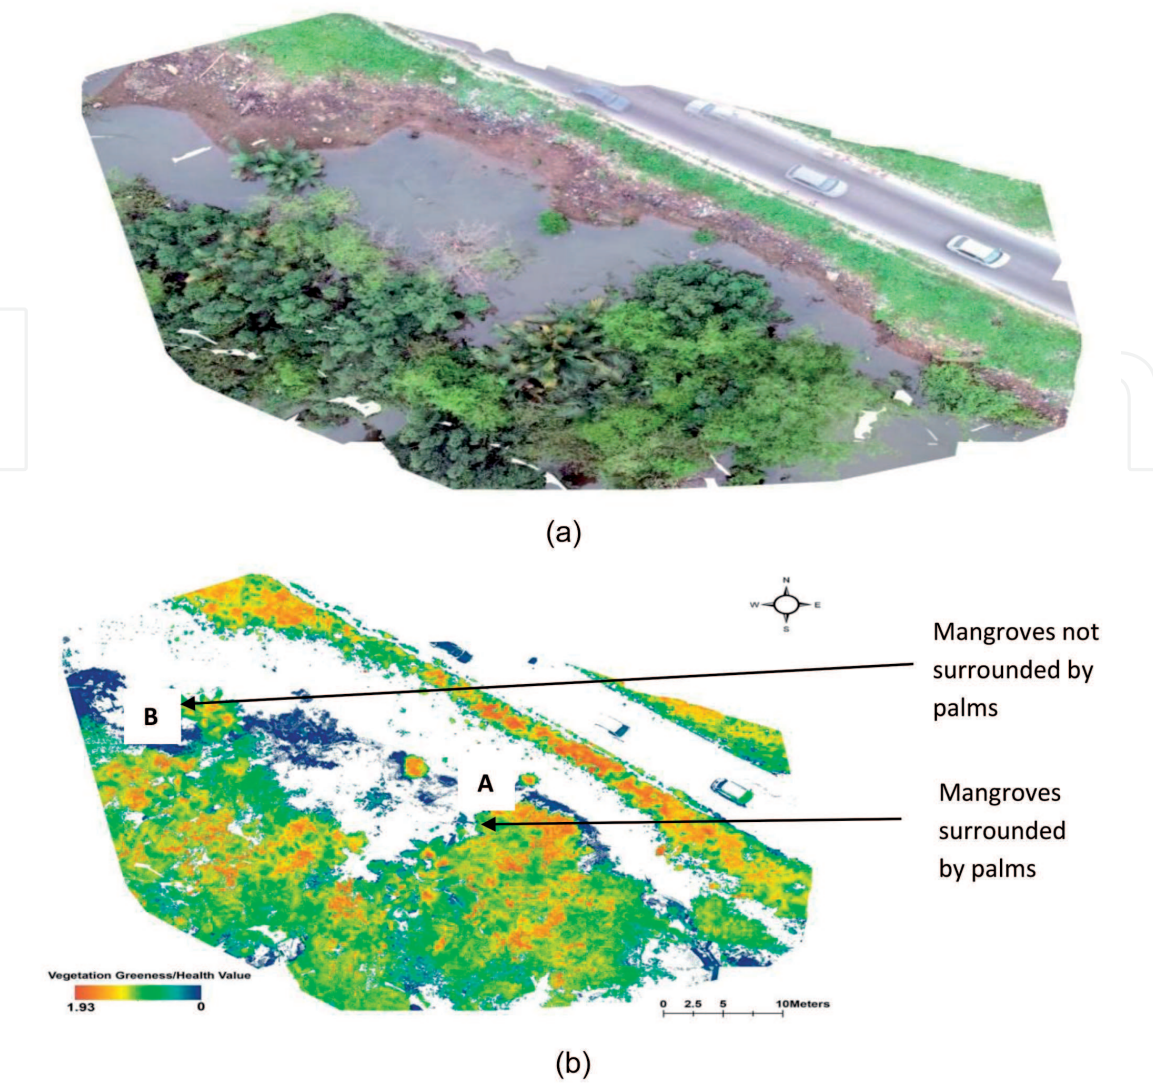 (a)
N
W E
S
Mangroves not
surrounded by
palms
B
A
Mangroves
surrounded
by palms
Vegetation Greeness/Health Value
1.93 0
0 2.5 5 10Meters
(b)